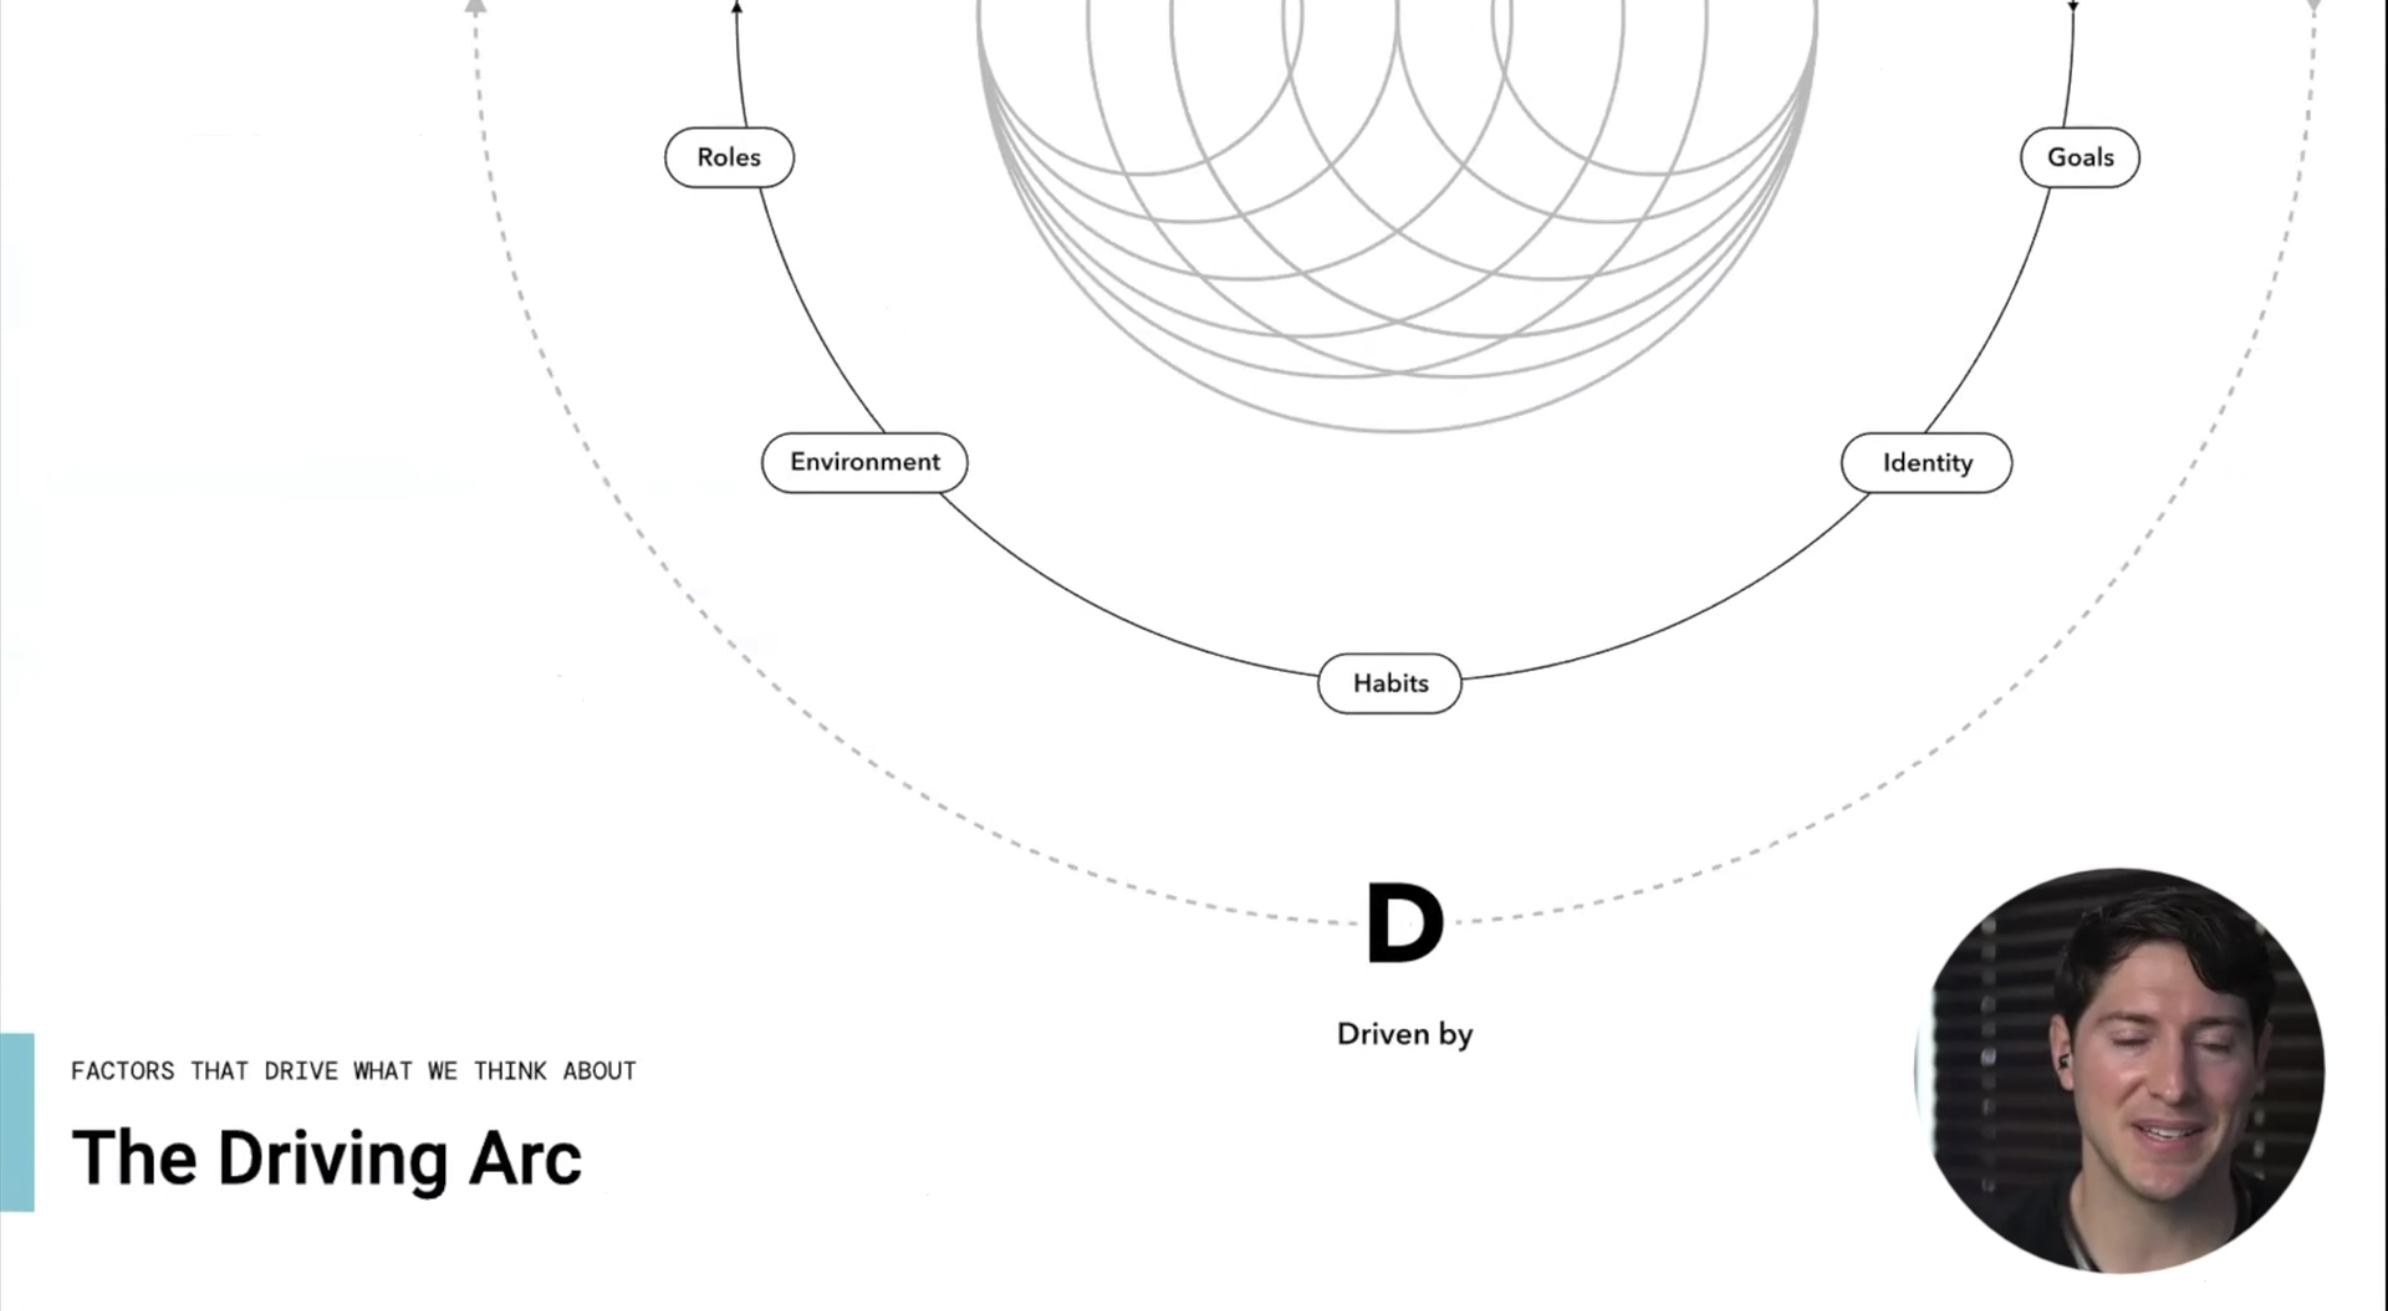 Roles
Goals
Environment
Identity
Habits
D
Driven by
FACTORS THAT DRIVE WHAT WE THINK ABOUT
The Driving Arc